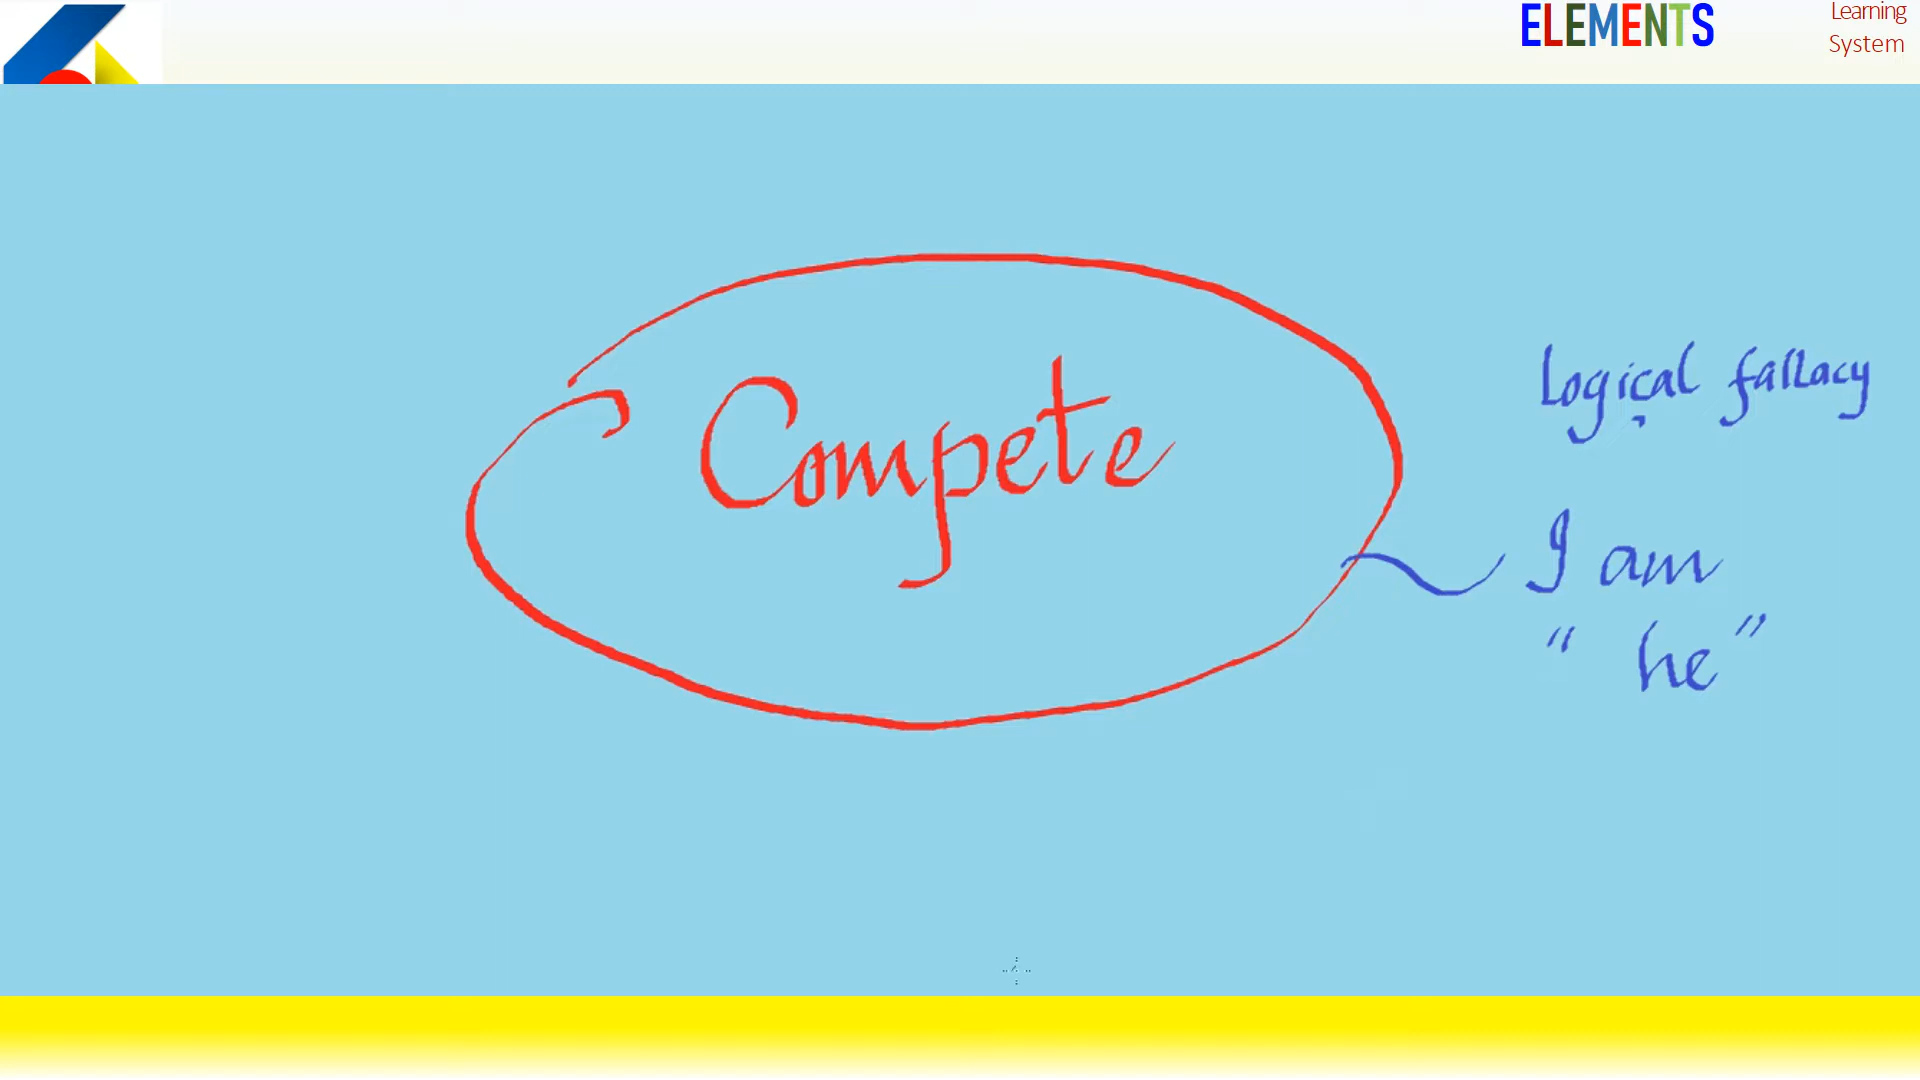 ELEMENTS
Learning
System
Compete
Logical fallacy
I am
“ he ”